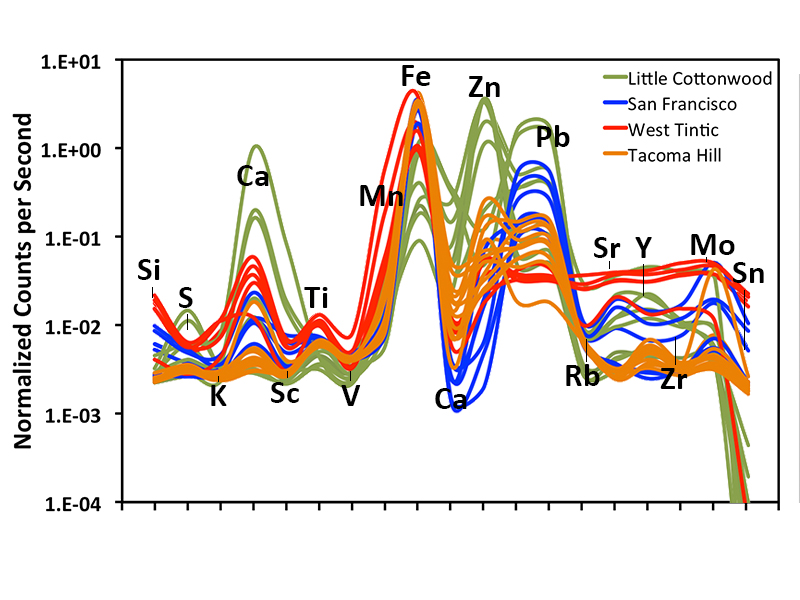 Normalized Counts per Second
1.E+01
1.E+00
1.E-01
1.E-02
1.E-03
1.E-04
Little Cottonwood
San Francisco
West Tintic
Tacoma Hill
Si
S
K
Ca
Sc
Ti
V
Mn
Fe
Ca
Zn
Pb
Rb
Sr
Y
Zr
Mo
Sn